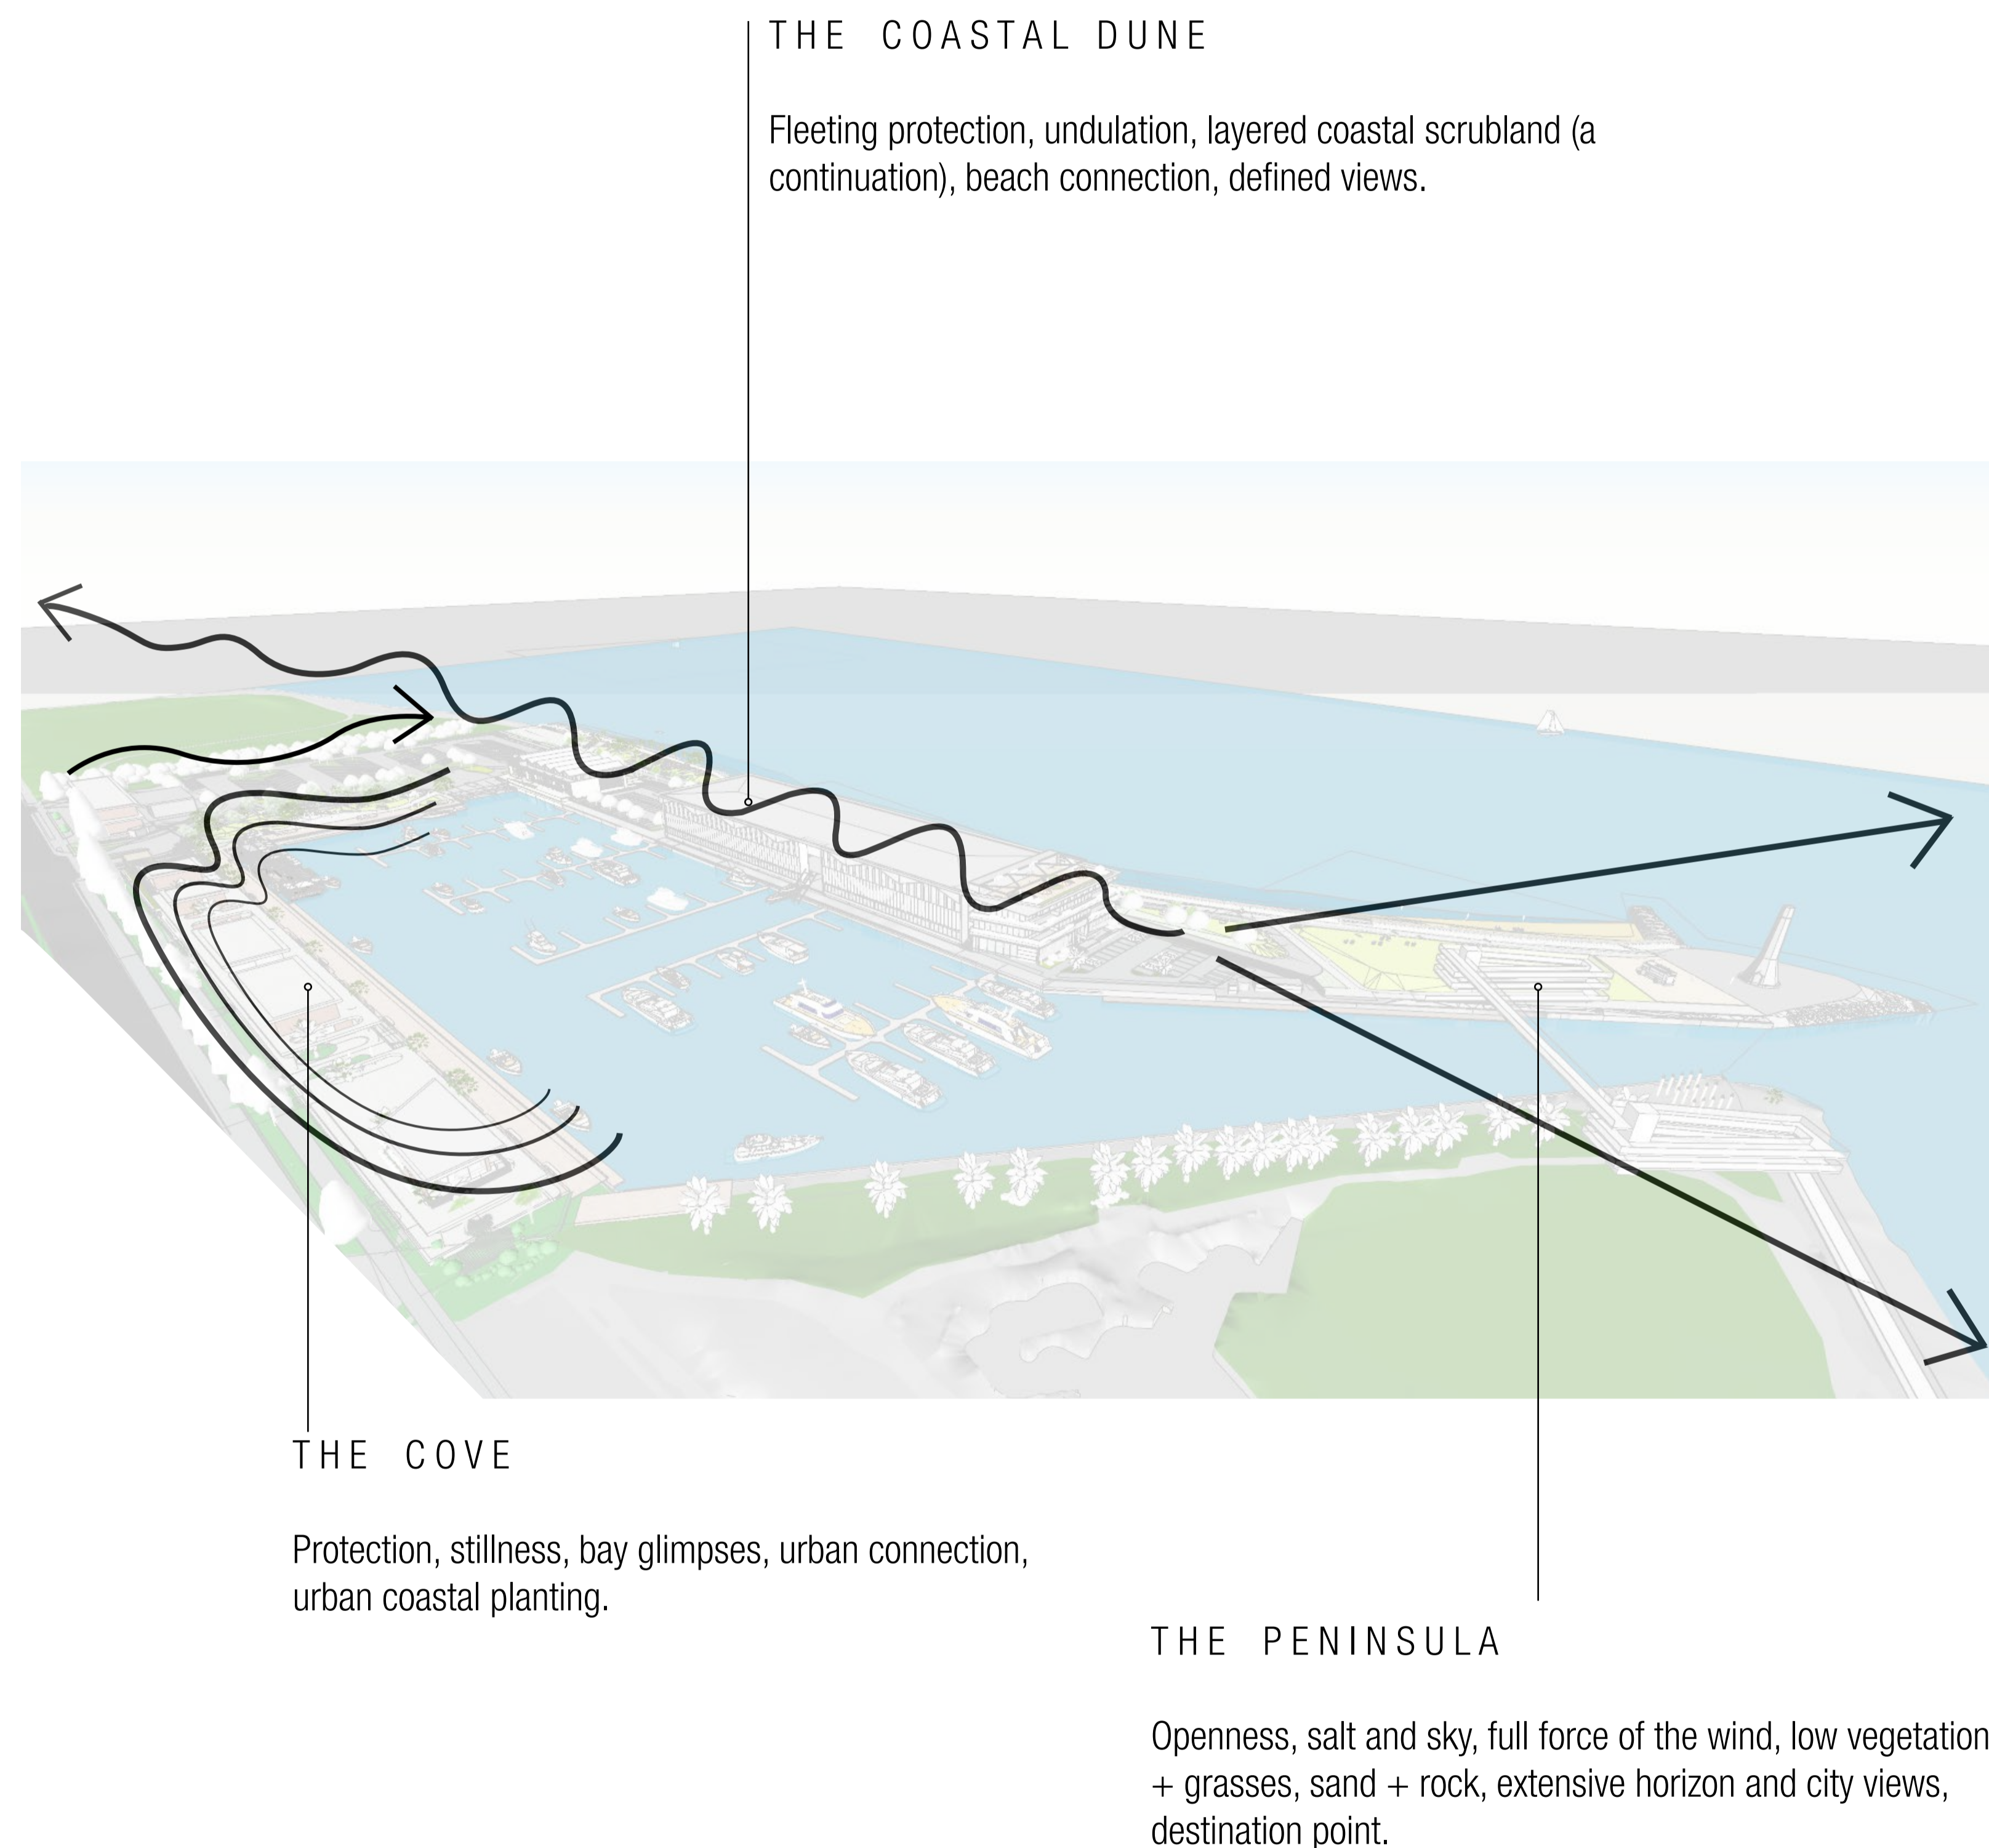 THE COASTAL DUNE
Fleeting protection, undulation, layered coastal scrubland (a
continuation), beach connection, defined views.
THE COVE
Protection, stillness, bay glimpses, urban connection,
urban coastal planting.
THE PENINSULA
Openness, salt and sky, full force of the wind, low vegetation
+ grasses, sand + rock, extensive horizon and city views,
destination point.